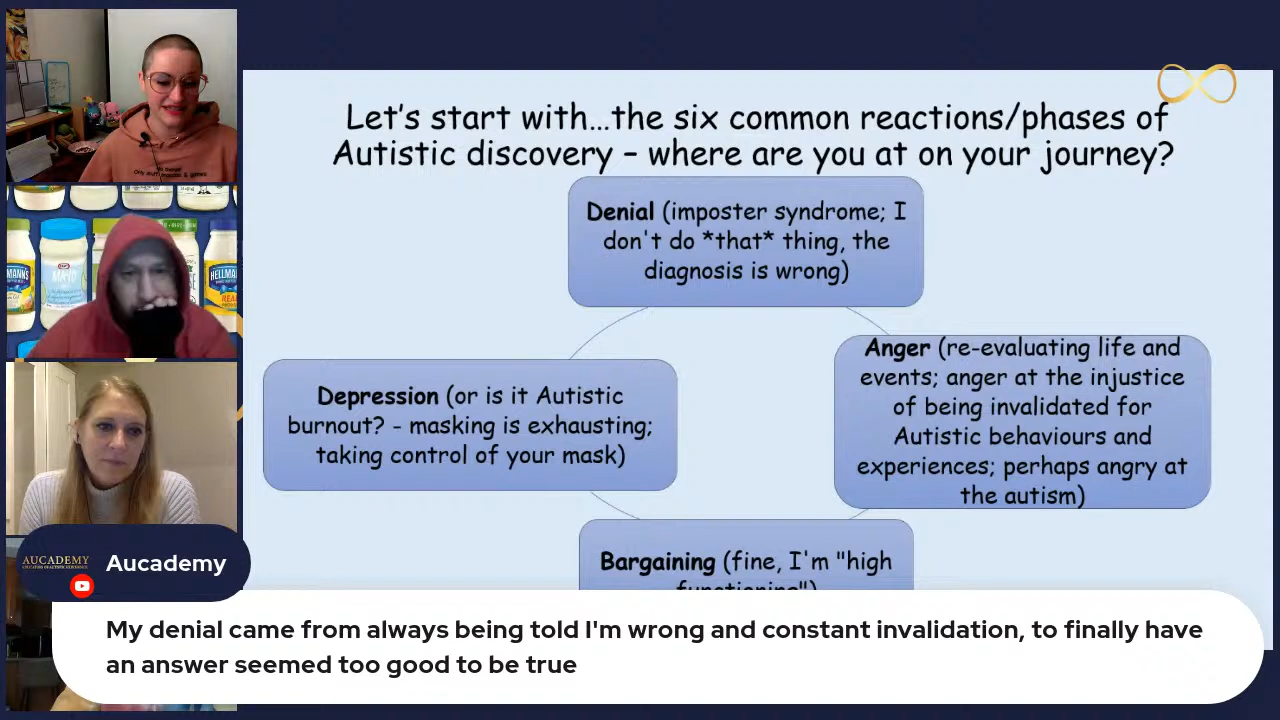 Let's start with…the six common reactions/phases of
Autistic discovery – where are you at on your journey?
Denial (imposter syndrome; I
don't do *that* thing, the
diagnosis is wrong)
Anger (re-evaluating life and
events; anger at the injustice
of being invalidated for
Autistic behaviours and
experiences; perhaps angry at
the autism)
Depression (or is it Autistic
burnout? - masking is exhausting;
taking control of your mask)
Bargaining (fine, I'm "high
functioning")
HELLMANN'S
AUCADEMY
Aucademy
My denial came from always being told I'm wrong and constant invalidation, to finally have
an answer seemed too good to be true